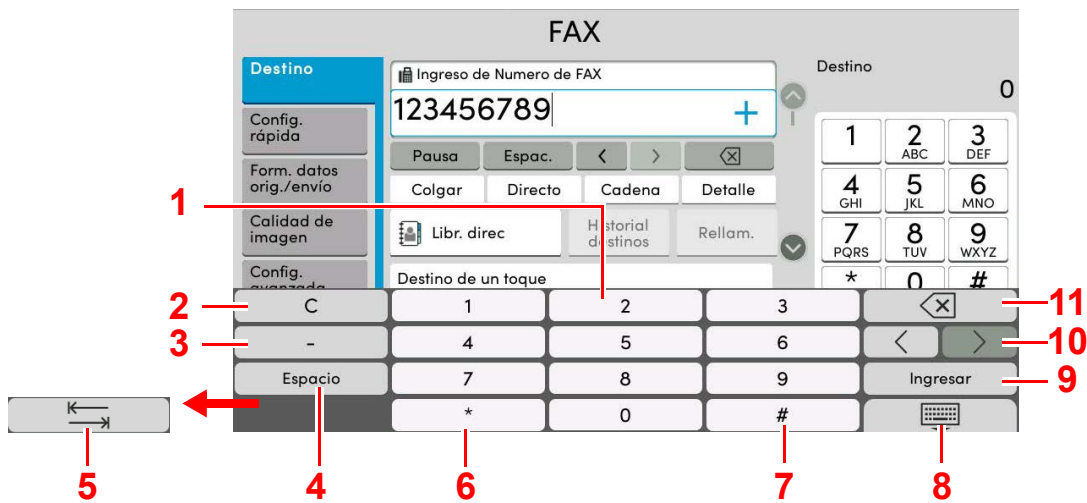 FAX
Destino
Config.
rápida
Form. datos
orig./envío
Calidad de
imagen
Config.
avanzada
Ingreso de Numero de FAX
123456789
+
Pausa
Espac.
<
>
Colgar
Directo
Cadena
Detalle
Libr. direc
Historial
destinos
Rellam.
Destino de un toque
Destino
0
1
2
ABC
3
DEF
4
GHI
5
JKL
6
MNO
7
PQRS
8
TUV
9
WXYZ
*
0
#
C
1
2
3
-
4
5
6
<
>
Espacio
7
8
9
Ingresar
*
0
#
1
2
3
4
5
6
7
8
9
10
11